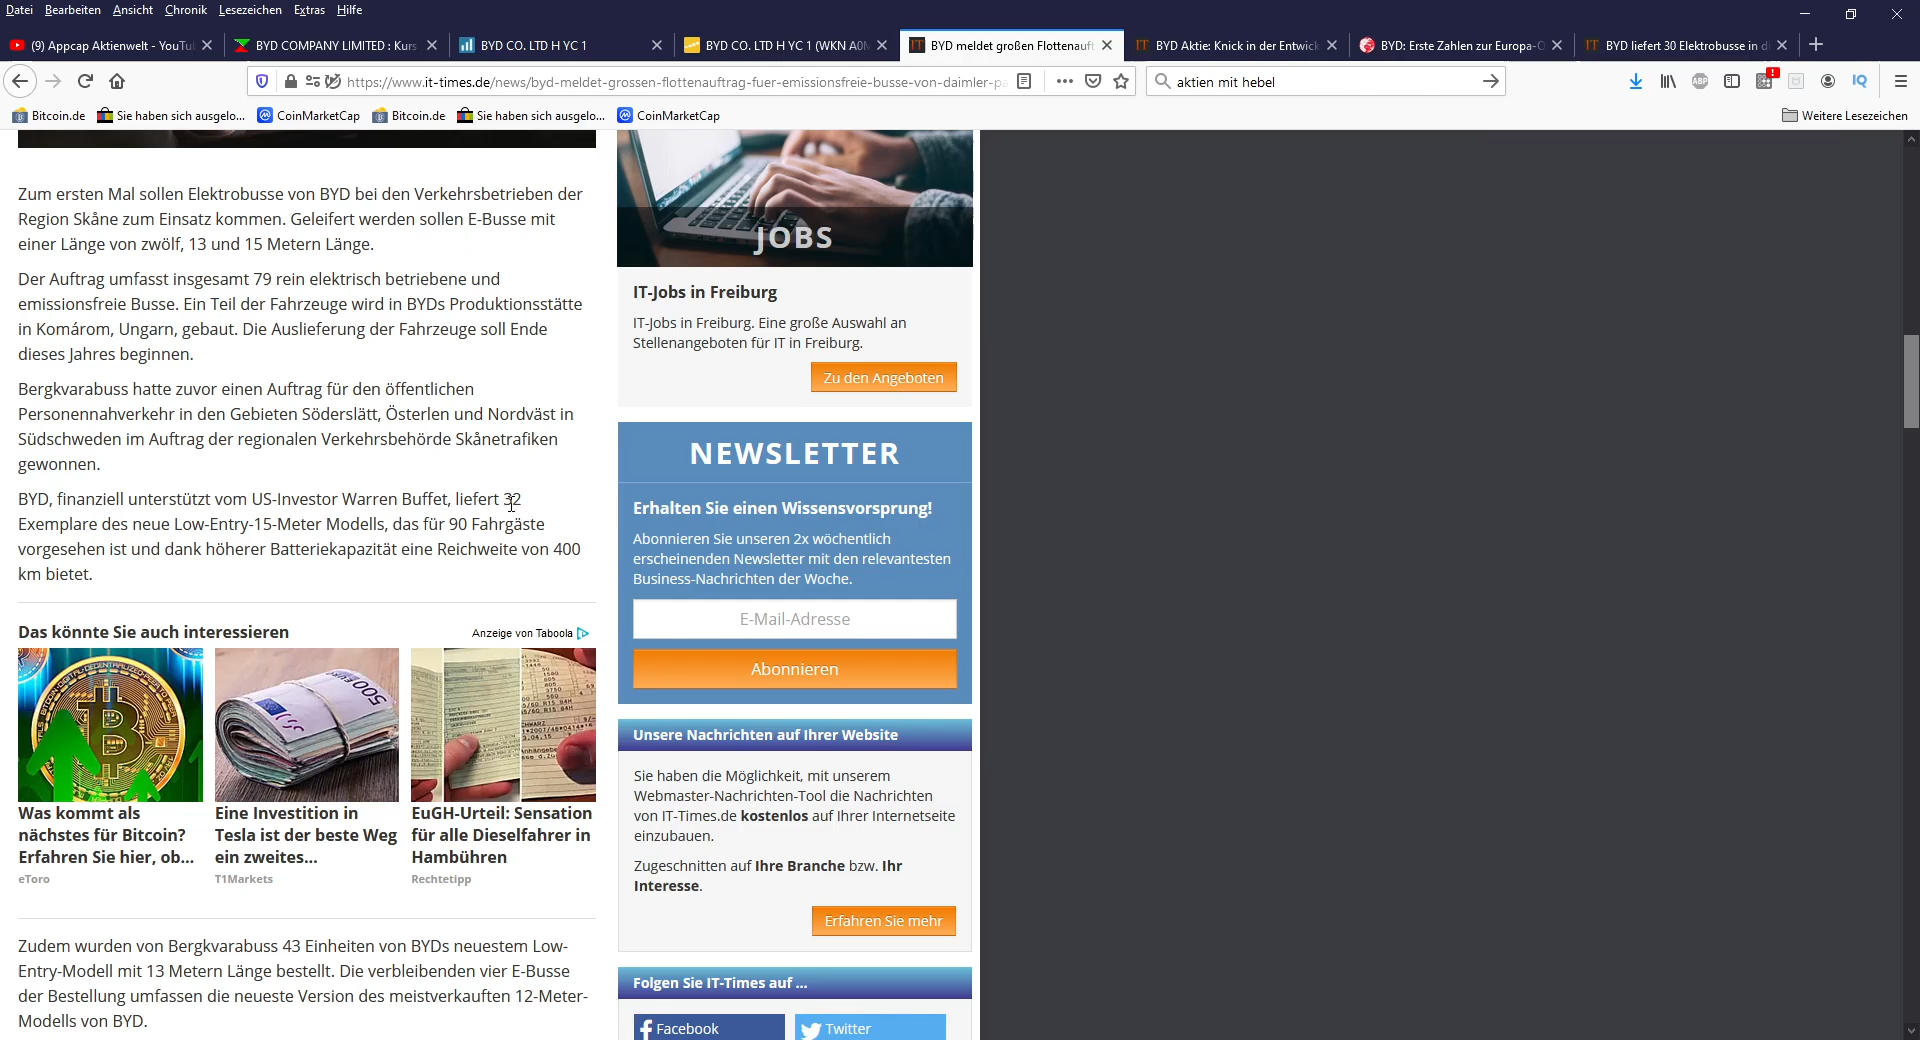 Datei Bearbeiten Ansicht Chronik Lesezeichen Extras Hilfe
(9) Appcap Aktienwelt - YouTu
BYD COMPANY LIMITED : Kurs
BYD CO. LTD H YC 1
BYD CO. LTD H YC 1 (WKN A0M
BYD meldet großen Flottenauft
BYD Aktie: Knick in der Entwick
BYD: Erste Zahlen zur Europa-O
BYD liefert 30 Elektrobusse in d
https://www.it-times.de/news/byd-meldet-grossen-flottenauftrag-fuer-emissionsfreie-busse-von-daimler-pa
aktien mit hebel
Bitcoin.de Sie haben sich ausgelo... CoinMarketCap Bitcoin.de Sie haben sich ausgelo... CoinMarketCap Weitere Lesezeichen
Zum ersten Mal sollen Elektrobusse von BYD bei den Verkehrsbetrieben der
Region Skåne zum Einsatz kommen. Geleifert werden sollen E-Busse mit
einer Länge von zwölf, 13 und 15 Metern Länge.
Der Auftrag umfasst insgesamt 79 rein elektrisch betriebene und
emissionsfreie Busse. Ein Teil der Fahrzeuge wird in BYDs Produktionsstätte
in Komárom, Ungarn, gebaut. Die Auslieferung der Fahrzeuge soll Ende
dieses Jahres beginnen.
Bergkvarabuss hatte zuvor einen Auftrag für den öffentlichen
Personennahverkehr in den Gebieten Söderslätt, Österlen und Nordväst in
Südschweden im Auftrag der regionalen Verkehrsbehörde Skånetrafiken
gewonnen.
BYD, finanziell unterstützt vom US-Investor Warren Buffet, liefert 32
Exemplare des neue Low-Entry-15-Meter Modells, das für 90 Fahrgäste
vorgesehen ist und dank höherer Batteriekapazität eine Reichweite von 400
km bietet.
Das könnte Sie auch interessieren
Anzeige von Taboola
Was kommt als
nächstes für Bitcoin?
Erfahren Sie hier, ob...
eToro
Eine Investition in
Tesla ist der beste Weg
ein zweites...
T1Markets
EuGH-Urteil: Sensation
für alle Dieselfahrer in
Hambühren
Rechtetipp
Zudem wurden von Bergkvarabuss 43 Einheiten von BYDs neuestem Low-
Entry-Modell mit 13 Metern Länge bestellt. Die verbleibenden vier E-Busse
der Bestellung umfassen die neueste Version des meistverkauften 12-Meter-
Modells von BYD.
JOBS
IT-Jobs in Freiburg
IT-Jobs in Freiburg. Eine große Auswahl an
Stellenangeboten für IT in Freiburg.
Zu den Angeboten
NEWSLETTER
Erhalten Sie einen Wissensvorsprung!
Abonnieren Sie unseren 2x wöchentlich
erscheinenden Newsletter mit den relevantesten
Business-Nachrichten der Woche.
E-Mail-Adresse
Abonnieren
Unsere Nachrichten auf Ihrer Website
Sie haben die Möglichkeit, mit unserem
Webmaster-Nachrichten-Tool die Nachrichten
von IT-Times.de kostenlos auf Ihrer Internetseite
einzubauen.
Zugeschnitten auf Ihre Branche bzw. Ihr
Interesse.
Erfahren Sie mehr
Folgen Sie IT-Times auf ...
Facebook
Twitter